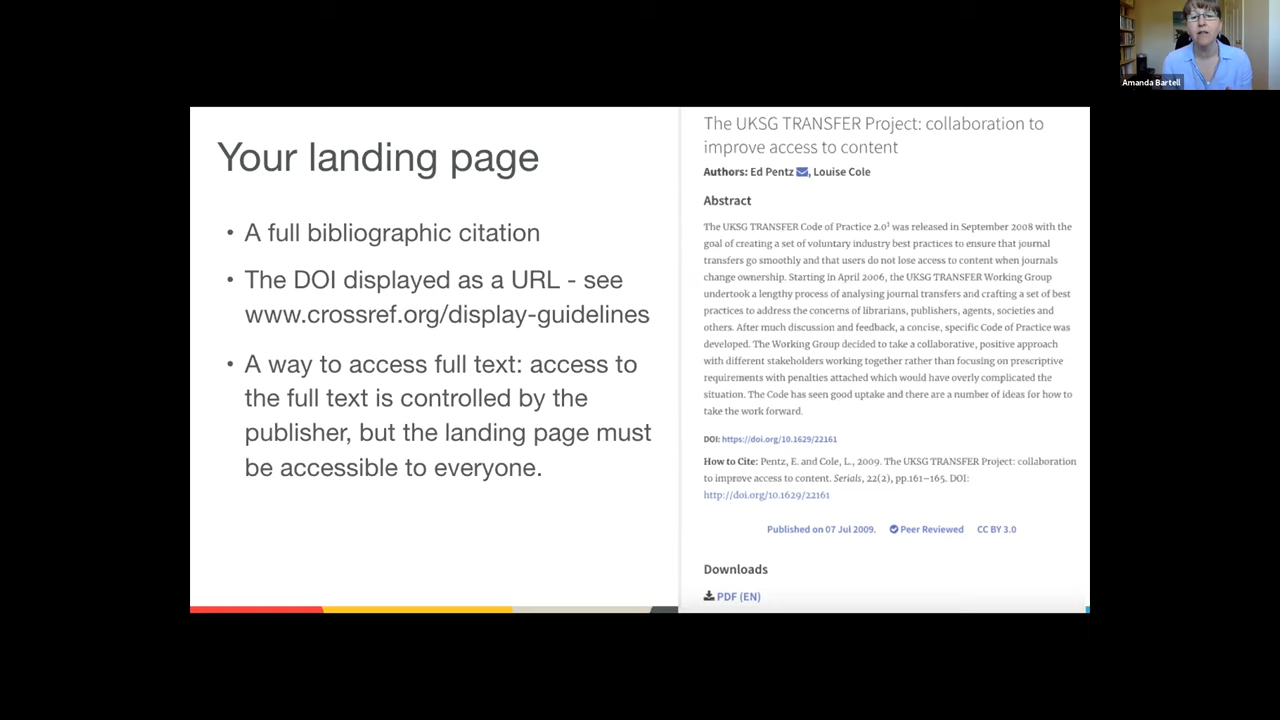 Amanda Bartell
Your landing page
• A full bibliographic citation
• The DOI displayed as a URL - see
www.crossref.org/display-guidelines
• A way to access full text: access to
the full text is controlled by the
publisher, but the landing page must
be accessible to everyone.
The UKSG TRANSFER Project: collaboration to
improve access to content
Authors: Ed Pentz , Louise Cole
Abstract
The UKSG TRANSFER Code of Practice 2.0¹ was released in September 2008 with the
goal of creating a set of voluntary industry best practices to ensure that journal
transfers go smoothly and that users do not lose access to content when journals
change ownership. Starting in April 2006, the UKSG TRANSFER Working Group
undertook a lengthy process of analysing journal transfers and crafting a set of best
practices to address the concerns of librarians, publishers, agents, societies and
others. After much discussion and feedback, a concise, specific Code of Practice was
developed. The Working Group decided to take a collaborative, positive approach
with different stakeholders working together rather than focusing on prescriptive
requirements with penalties attached which would have overly complicated the
situation. The Code has seen good uptake and there are a number of ideas for how to
take the work forward.
DOI: https://doi.org/10.1629/22161
How to Cite: Pentz, E. and Cole, L., 2009. The UKSG TRANSFER Project: collaboration
to improve access to content. Serials, 22(2), pp.161–165. DOI:
http://doi.org/10.1629/22161
Published on 07 Jul 2009. Peer Reviewed CC BY 3.0
Downloads
PDF (EN)